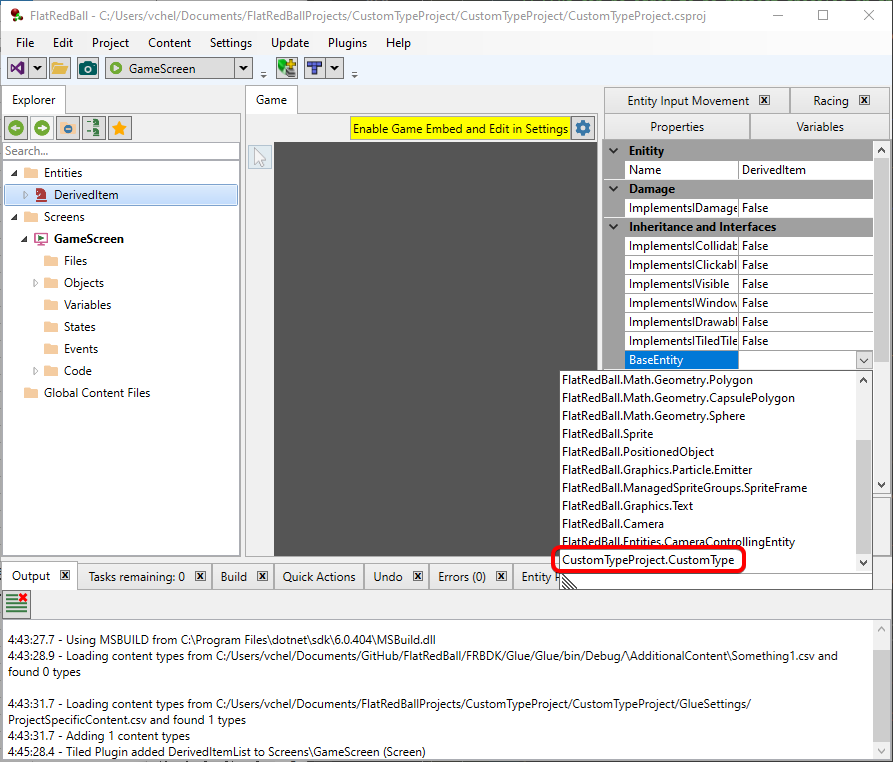 FlatRedBall - C:/Users/vchel/Documents/FlatRedBallProjects/CustomTypeProject/CustomTypeProject/CustomTypeProject.csproj
File Edit Project Content Settings Update Plugins Help
GameScreen
Explorer
Game
Entity Input Movement
Racing
Properties
Variables
Enable Game Embed and Edit in Settings
Search...
Entities
DerivedItem
Screens
GameScreen
Files
Objects
Variables
States
Events
Code
Global Content Files
Entity
Name DerivedItem
Damage
ImplementsIDamage False
Inheritance and Interfaces
ImplementsICollidab False
ImplementsIClickabl False
ImplementsIVisible False
ImplementsIWindow False
ImplementsIDrawabl False
ImplementsITiledTile False
BaseEntity
FlatRedBall.Math.Geometry.Polygon
FlatRedBall.Math.Geometry.CapsulePolygon
FlatRedBall.Math.Geometry.Sphere
FlatRedBall.Sprite
FlatRedBall.PositionedObject
FlatRedBall.Graphics.Particle.Emitter
FlatRedBall.ManagedSpriteGroups.SpriteFrame
FlatRedBall.Graphics.Text
FlatRedBall.Camera
FlatRedBall.Entities.CameraControllingEntity
CustomTypeProject.CustomType
Output
Tasks remaining: 0
Build
Quick Actions
Undo
Errors (0)
Entity
4:43:27.7 - Using MSBUILD from C:\Program Files\dotnet\sdk\6.0.404\MSBuild.dll
4:43:28.9 - Loading content types from C:/Users/vchel/Documents/GitHub/FlatRedBall/FRBDK/Glue/Glue/bin/Debug/\AdditionalContent\Something1.csv and
found 0 types
4:43:31.7 - Loading content types from C:/Users/vchel/Documents/FlatRedBallProjects/CustomTypeProject/CustomTypeProject/GlueSettings/
ProjectSpecificContent.csv and found 1 types
4:43:31.7 - Adding 1 content types
4:45:28.4 - Tiled Plugin added DerivedItemList to Screens\GameScreen (Screen)